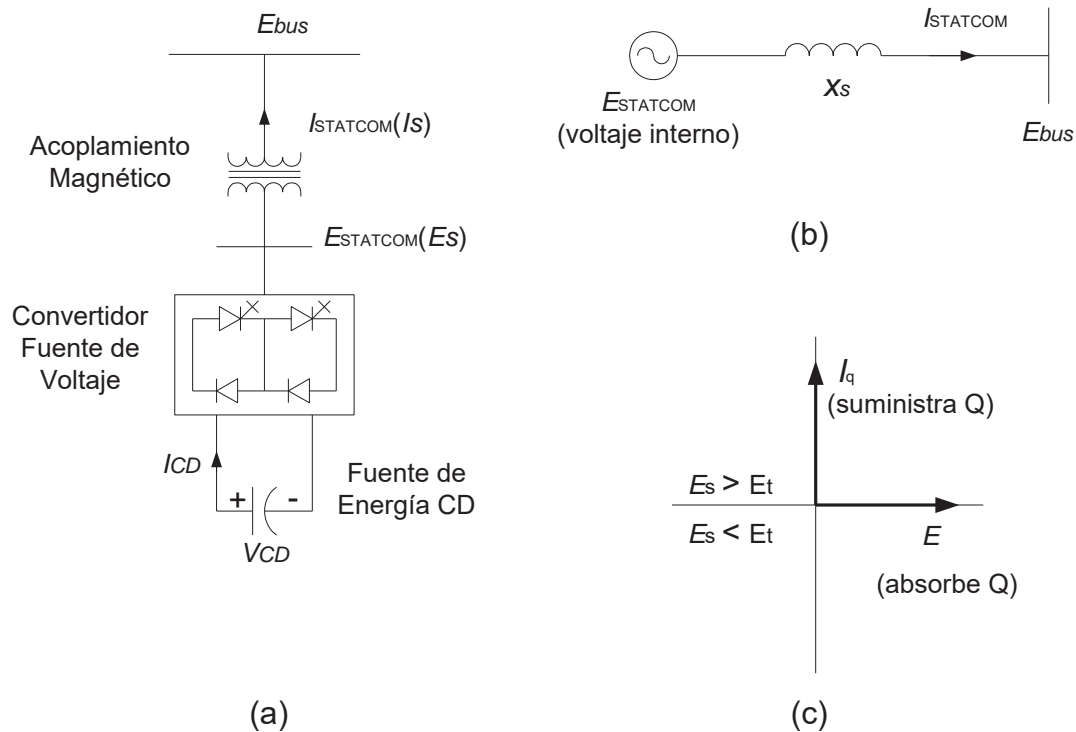 Ebus
ISTATCOM(Is)
Acoplamiento
Magnético
ESTATCOM(Es)
Convertidor
Fuente de
Voltaje
ICD
+ -
VCD
Fuente de
Energía CD
(a)
ISTATCOM
xs
ESTATCOM
(voltaje interno)
Ebus
(b)
Iq
(suministra Q)
Es > Et
Es < Et
E
(absorbe Q)
(c)